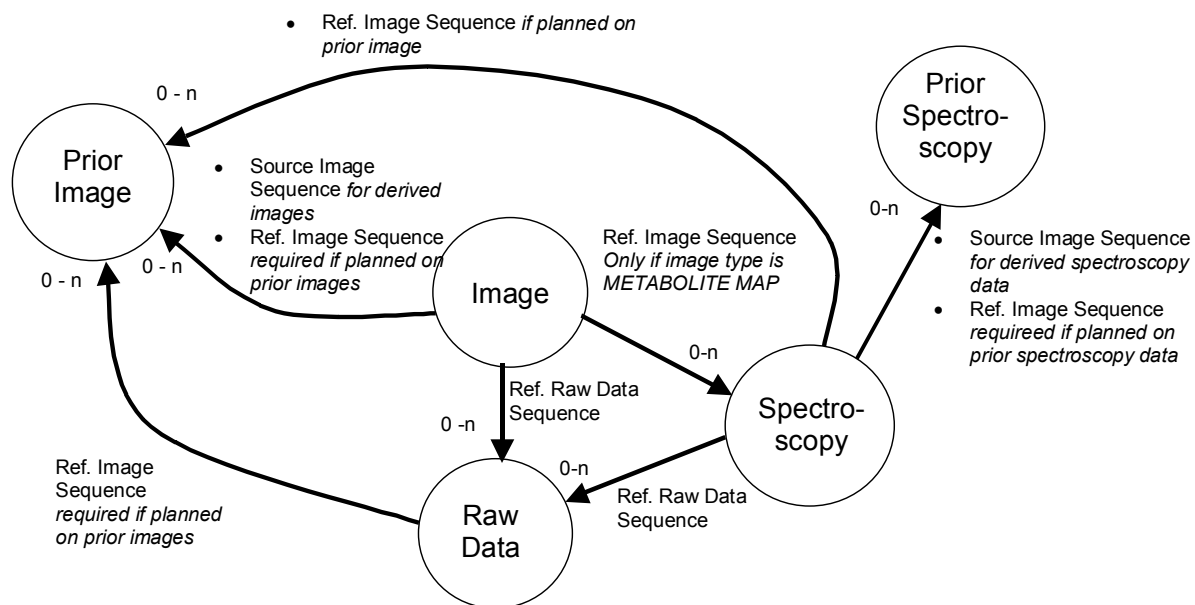 • Ref. Image Sequence if planned on
prior image
0 - n
Prior
Image
Prior
Spectro-
scopy
• Source Image
Sequence for derived
images
• Ref. Image Sequence
required if planned on
prior images
0 - n
0 - n
Image
Ref. Image Sequence
Only if image type is
METABOLITE MAP
0-n
0-n
• Source Image Sequence
for derived spectroscopy
data
• Ref. Image Sequence
requireed if planned on
prior spectroscopy data
Ref. Raw Data
Sequence
0 -n
Spectro-
scopy
0-n
Ref. Raw Data
Sequence
Ref. Image
Sequence
required if planned
on prior images
Raw
Data